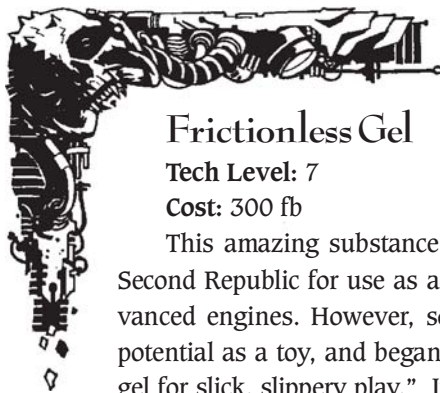 Frictionless Gel
Tech Level: 7
Cost: 300 fb
This amazing substance
Second Republic for use as a
vanced engines. However, s
potential as a toy, and began
gel for slick, slippery play."